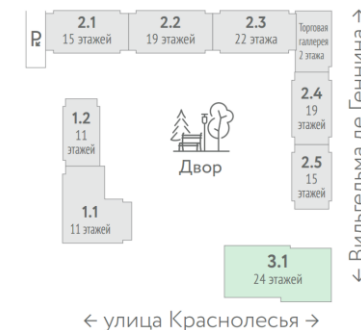 Рк
2.1
15 этажей
2.2
19 этажей
2.3
22 этажа
Торговая
галлерея
2 этажа
2.4
19
этажей
1.2
11
этажей
Двор
2.5
15
этажей
1.1
11 этажей
3.1
24 этажей
← Вильгельма де Геннина →
← улица Краснолесья →